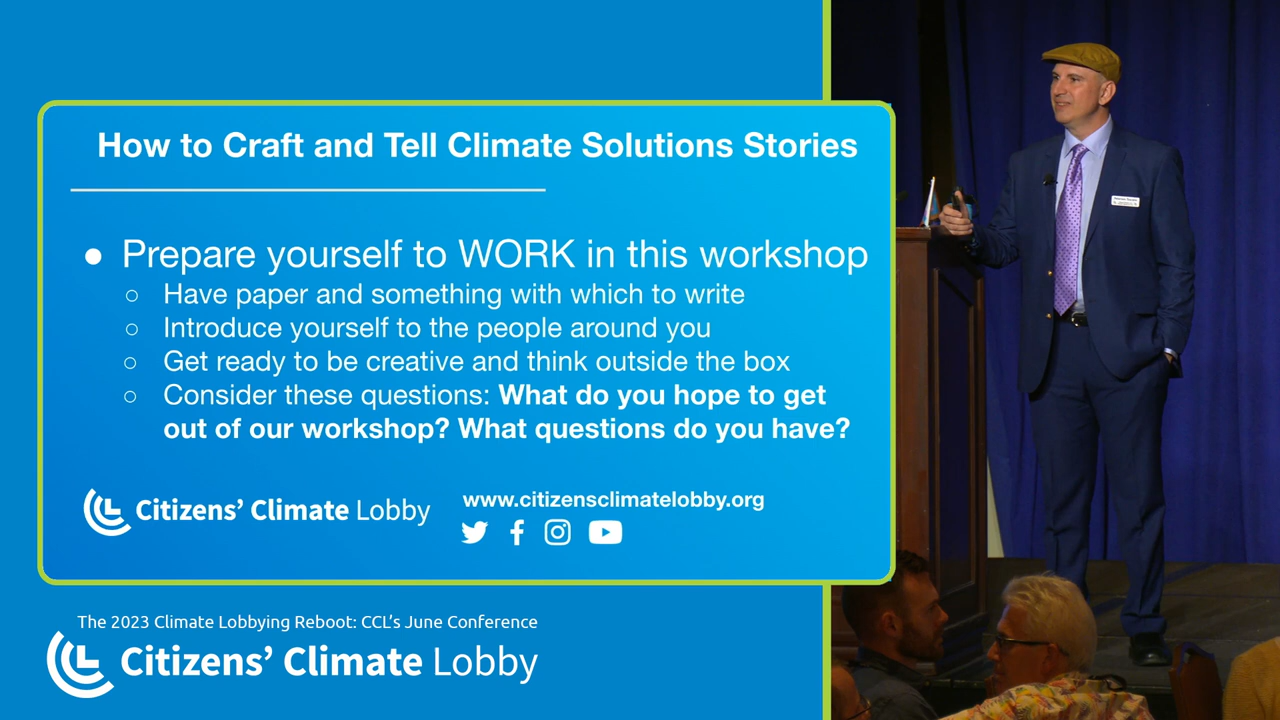 How to Craft and Tell Climate Solutions Stories
● Prepare yourself to WORK in this workshop
○ Have paper and something with which to write
○ Introduce yourself to the people around you
○ Get ready to be creative and think outside the box
○ Consider these questions: What do you hope to get
out of our workshop? What questions do you have?
Citizens’ Climate Lobby
www.citizensclimatelobby.org
The 2023 Climate Lobbying Reboot: CCL’s June Conference
Citizens’ Climate Lobby